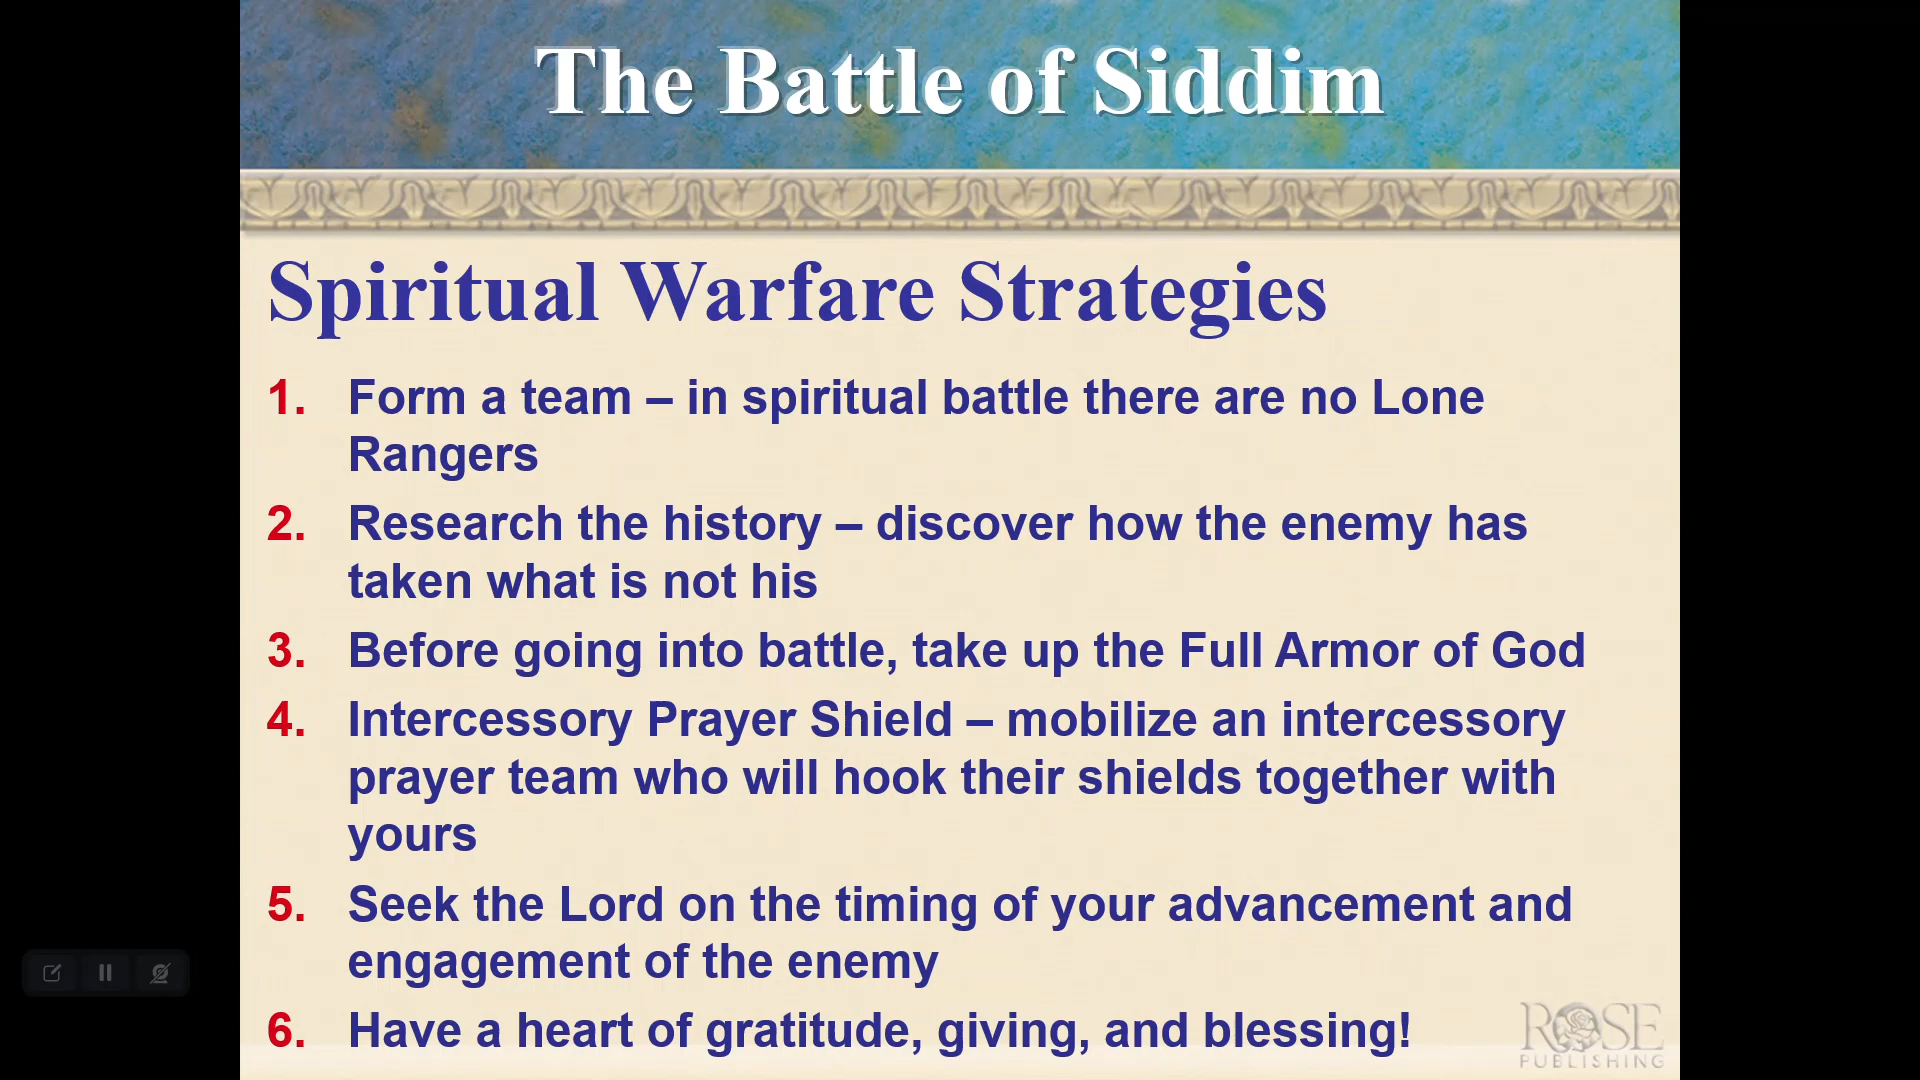 The Battle of Siddim
Spiritual Warfare Strategies
1. Form a team – in spiritual battle there are no Lone
Rangers
2. Research the history – discover how the enemy has
taken what is not his
3. Before going into battle, take up the Full Armor of God
4. Intercessory Prayer Shield – mobilize an intercessory
prayer team who will hook their shields together with
yours
5. Seek the Lord on the timing of your advancement and
engagement of the enemy
6. Have a heart of gratitude, giving, and blessing!
ROSE
PUBLISHING